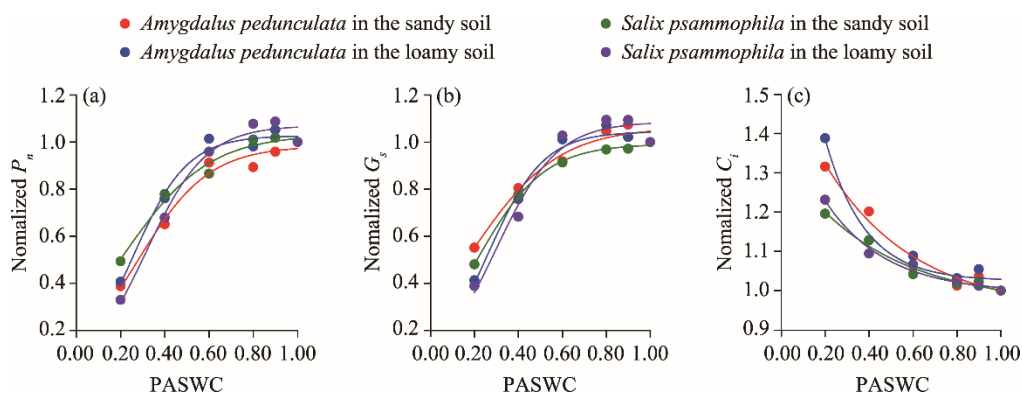 Amygdalus pedunculata in the sandy soil
Salix psammophila in the sandy soil
Amygdalus pedunculata in the loamy soil
Salix psammophila in the loamy soil
(a)
Nomalized Pn
1.2
1.0
0.8
0.6
0.4
0.2
0.00 0.20 0.40 0.60 0.80 1.00
PASWC
(b)
Nomalized Gs
1.2
1.0
0.8
0.6
0.4
0.2
0.00 0.20 0.40 0.60 0.80 1.00
PASWC
(c)
Nomalized Ci
1.5
1.4
1.3
1.2
1.1
1.0
0.9
0.00 0.20 0.40 0.60 0.80 1.00
PASWC